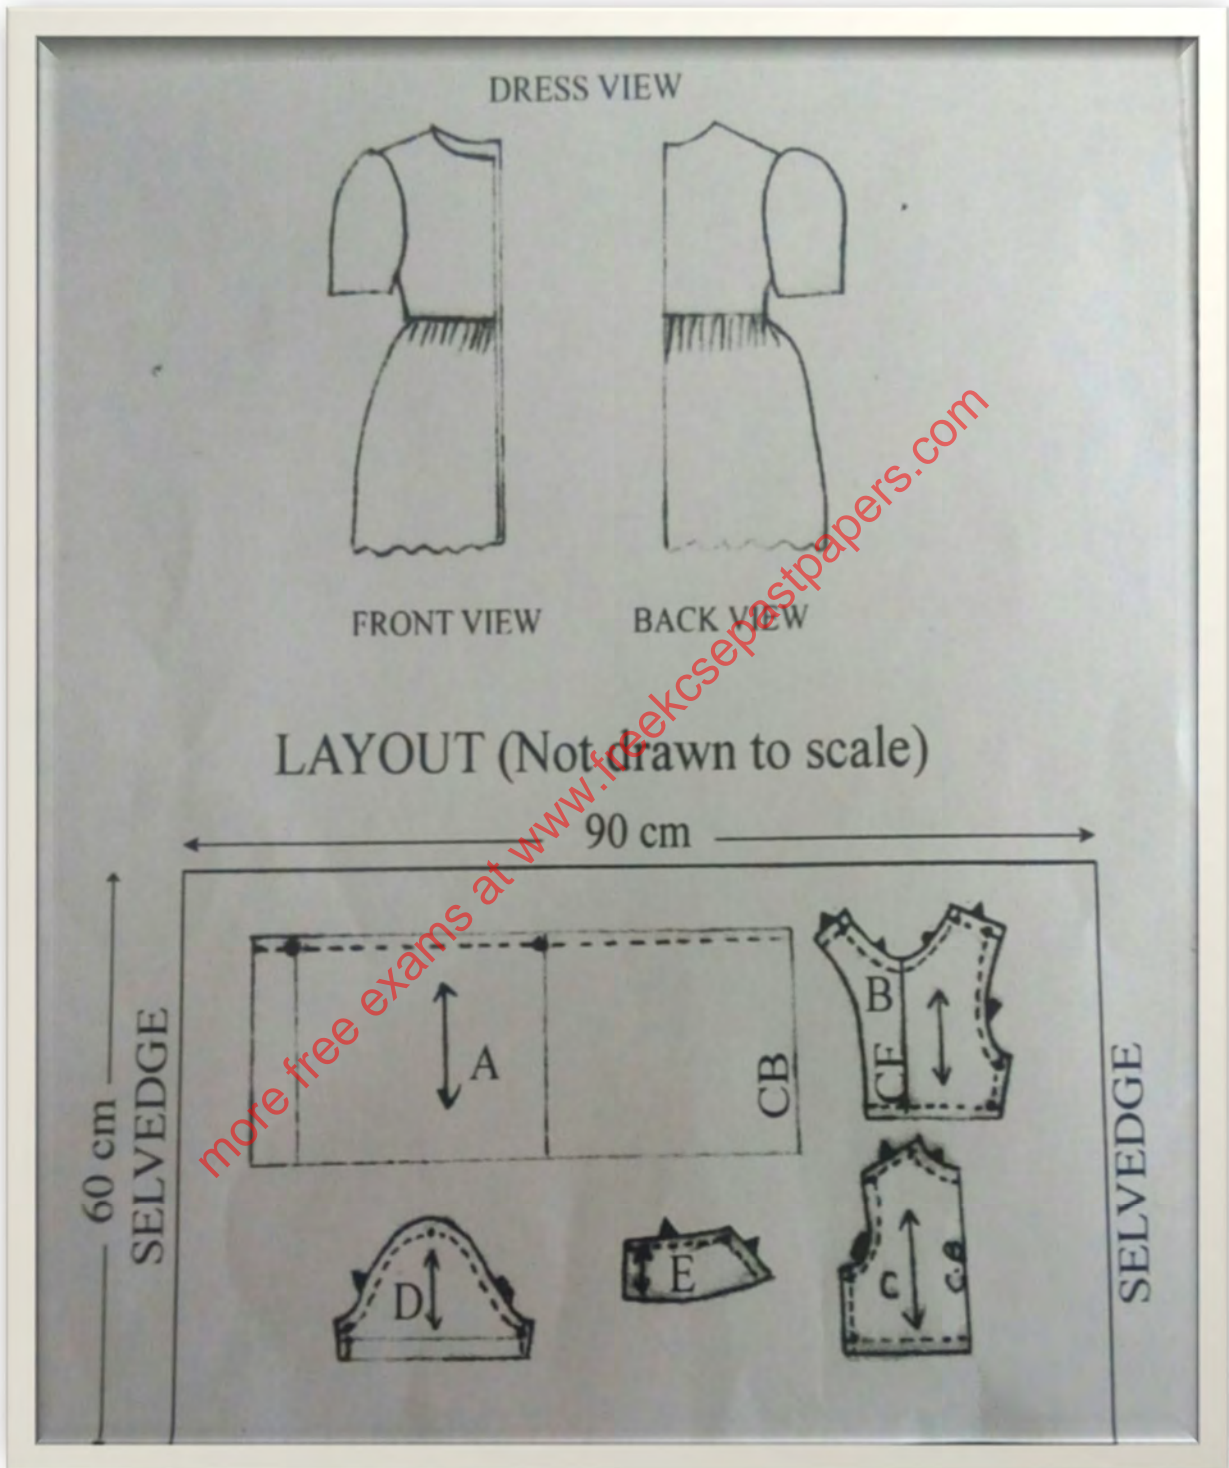 DRESS VIEW
FRONT VIEW
BACK VIEW
LAYOUT (Not drawn to scale)
90 cm
60 cm
SELVEDGE
A
CB
B
CF
SELVEDGE
D
E
C
C.B
more free exams at www.freekcsepastpapers.com